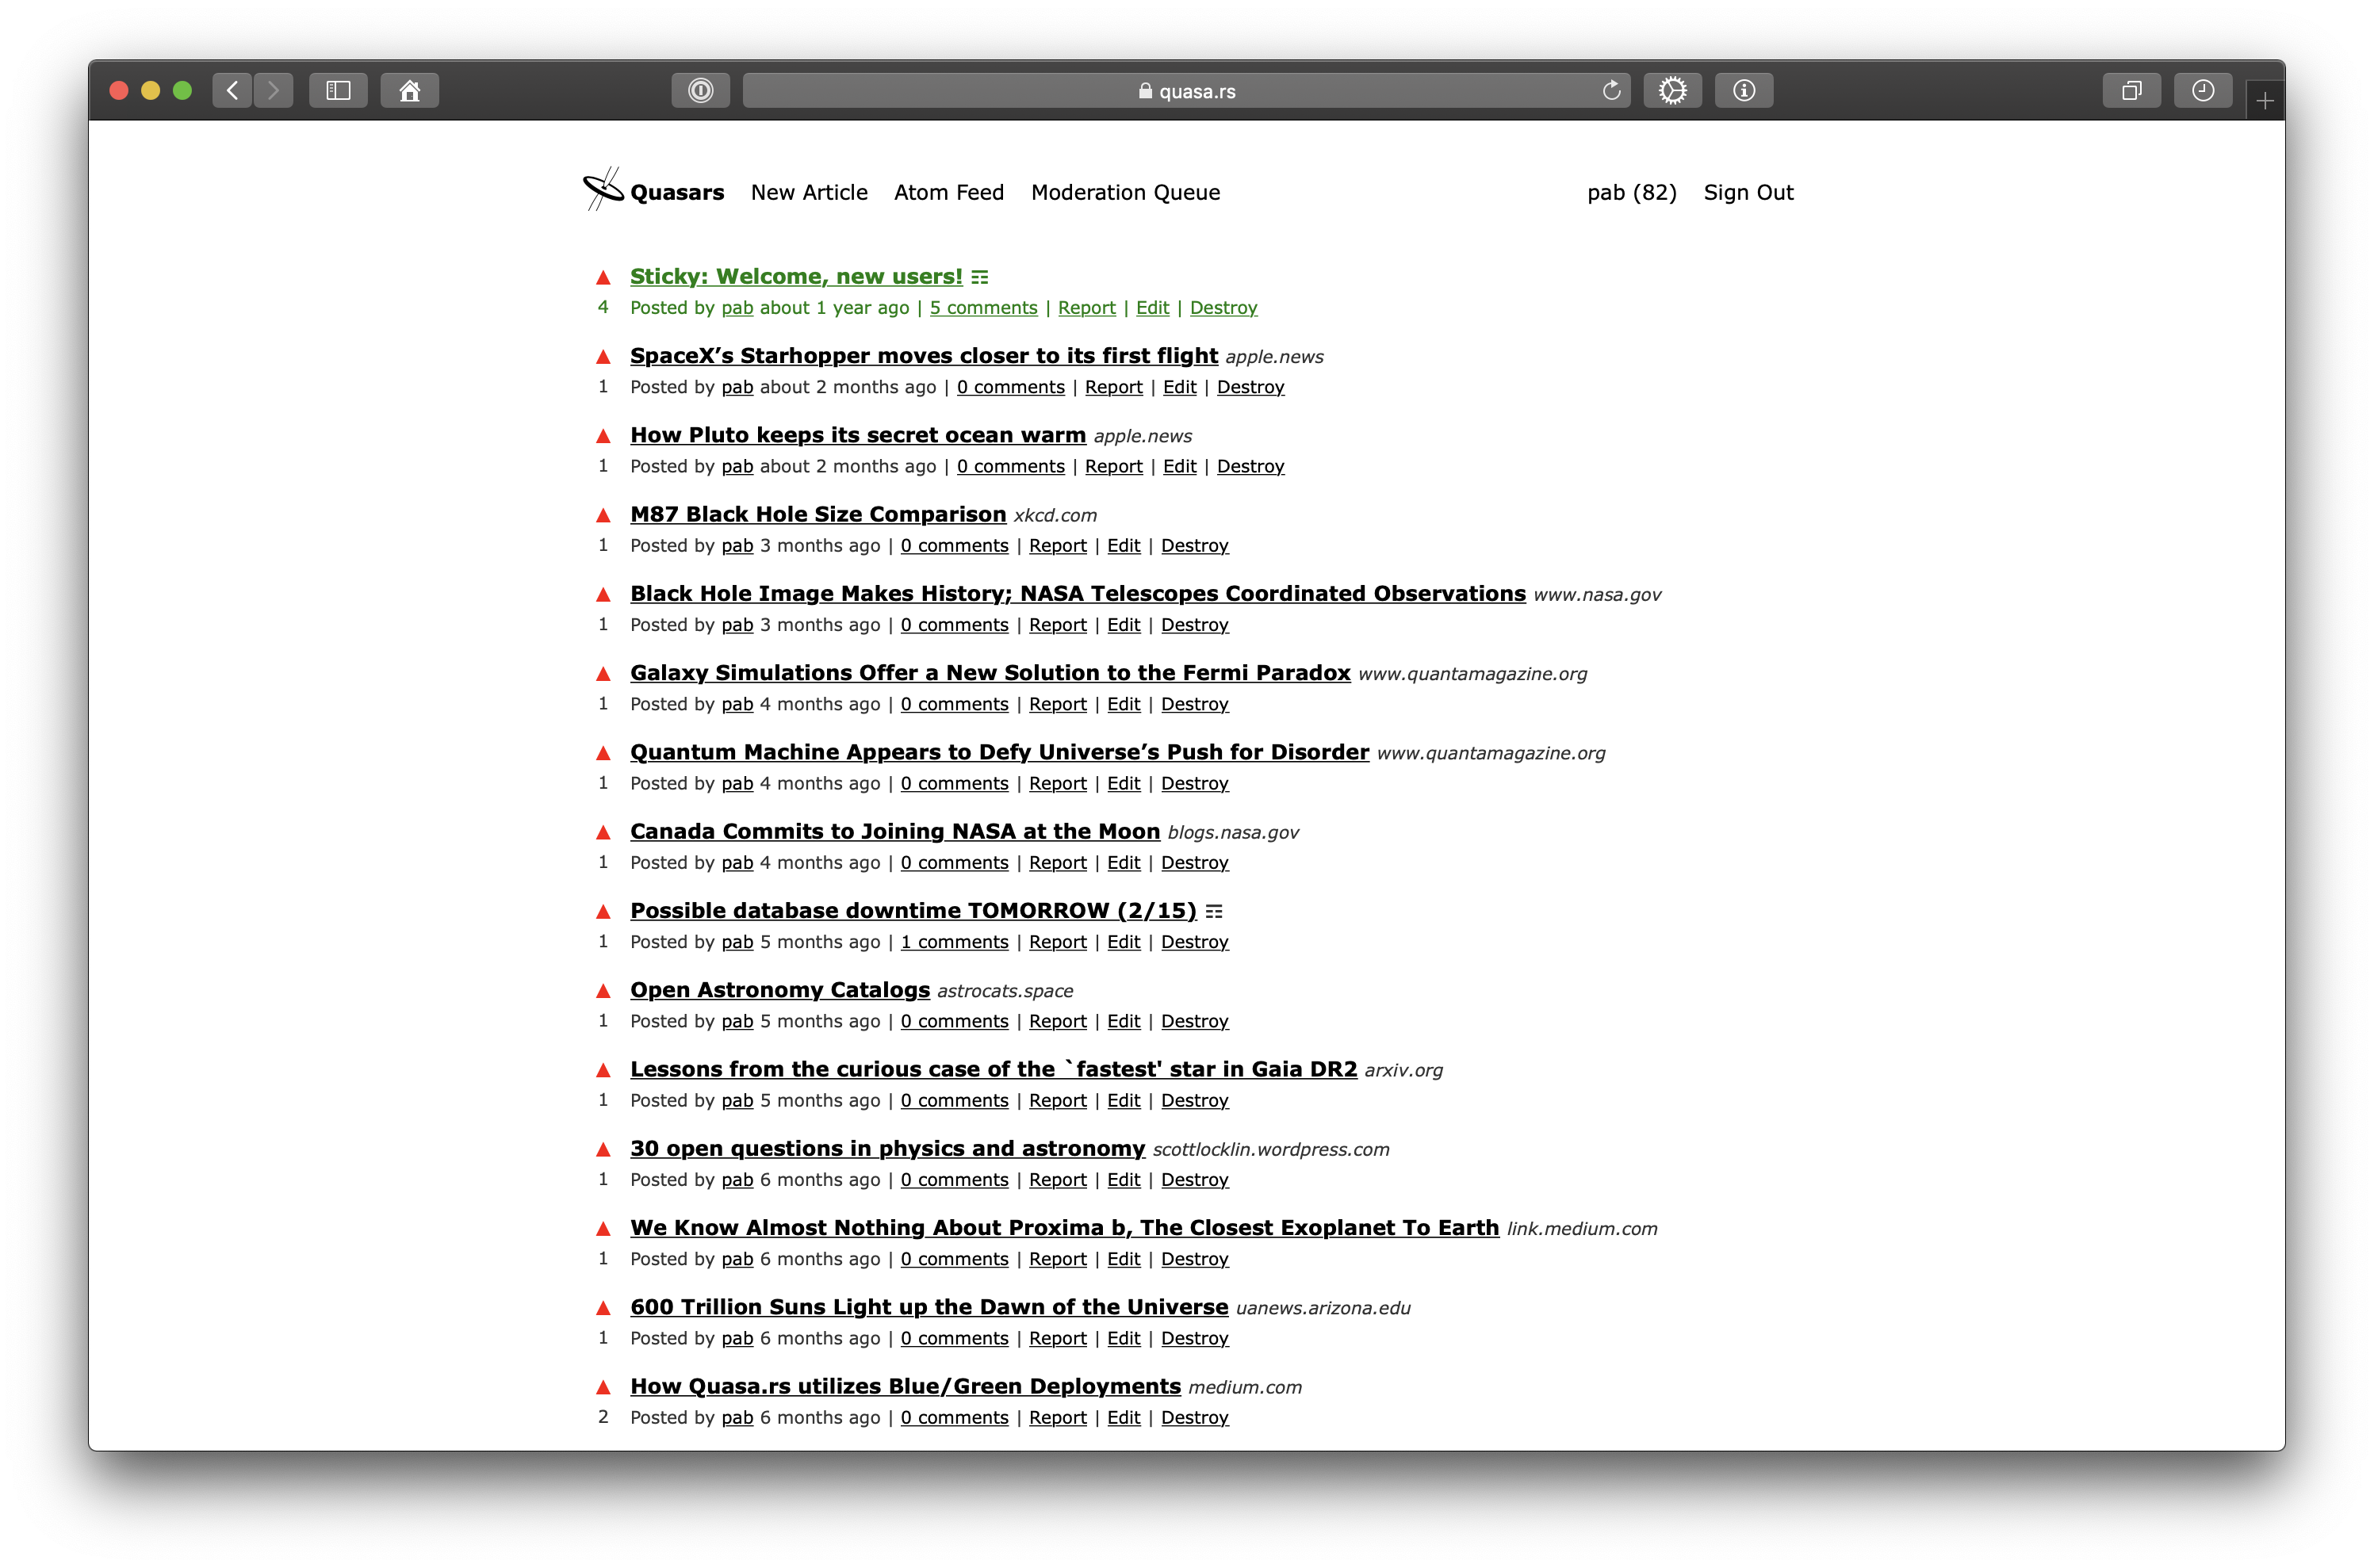 quasa.rs
Quasars New Article Atom Feed Moderation Queue pab (82) Sign Out
▲ Sticky: Welcome, new users! ☶
4 Posted by pab about 1 year ago | 5 comments | Report | Edit | Destroy
▲ SpaceX’s Starhopper moves closer to its first flight apple.news
1 Posted by pab about 2 months ago | 0 comments | Report | Edit | Destroy
▲ How Pluto keeps its secret ocean warm apple.news
1 Posted by pab about 2 months ago | 0 comments | Report | Edit | Destroy
▲ M87 Black Hole Size Comparison xkcd.com
1 Posted by pab 3 months ago | 0 comments | Report | Edit | Destroy
▲ Black Hole Image Makes History; NASA Telescopes Coordinated Observations www.nasa.gov
1 Posted by pab 3 months ago | 0 comments | Report | Edit | Destroy
▲ Galaxy Simulations Offer a New Solution to the Fermi Paradox www.quantamagazine.org
1 Posted by pab 4 months ago | 0 comments | Report | Edit | Destroy
▲ Quantum Machine Appears to Defy Universe’s Push for Disorder www.quantamagazine.org
1 Posted by pab 4 months ago | 0 comments | Report | Edit | Destroy
▲ Canada Commits to Joining NASA at the Moon blogs.nasa.gov
1 Posted by pab 4 months ago | 0 comments | Report | Edit | Destroy
▲ Possible database downtime TOMORROW (2/15) ☶
1 Posted by pab 5 months ago | 1 comments | Report | Edit | Destroy
▲ Open Astronomy Catalogs astrocats.space
1 Posted by pab 5 months ago | 0 comments | Report | Edit | Destroy
▲ Lessons from the curious case of the `fastest' star in Gaia DR2 arxiv.org
1 Posted by pab 5 months ago | 0 comments | Report | Edit | Destroy
▲ 30 open questions in physics and astronomy scottlocklin.wordpress.com
1 Posted by pab 6 months ago | 0 comments | Report | Edit | Destroy
▲ We Know Almost Nothing About Proxima b, The Closest Exoplanet To Earth link.medium.com
1 Posted by pab 6 months ago | 0 comments | Report | Edit | Destroy
▲ 600 Trillion Suns Light up the Dawn of the Universe uanews.arizona.edu
1 Posted by pab 6 months ago | 0 comments | Report | Edit | Destroy
▲ How Quasa.rs utilizes Blue/Green Deployments medium.com
2 Posted by pab 6 months ago | 0 comments | Report | Edit | Destroy